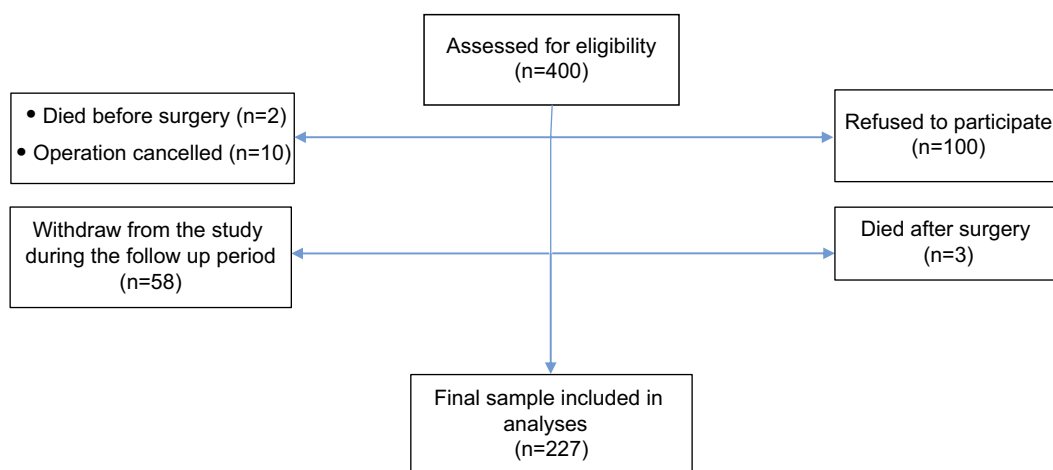 Assessed for eligibility
(n=400)
• Died before surgery (n=2)
• Operation cancelled (n=10)
Refused to participate
(n=100)
Withdraw from the study
during the follow up period
(n=58)
Died after surgery
(n=3)
Final sample included in
analyses
(n=227)